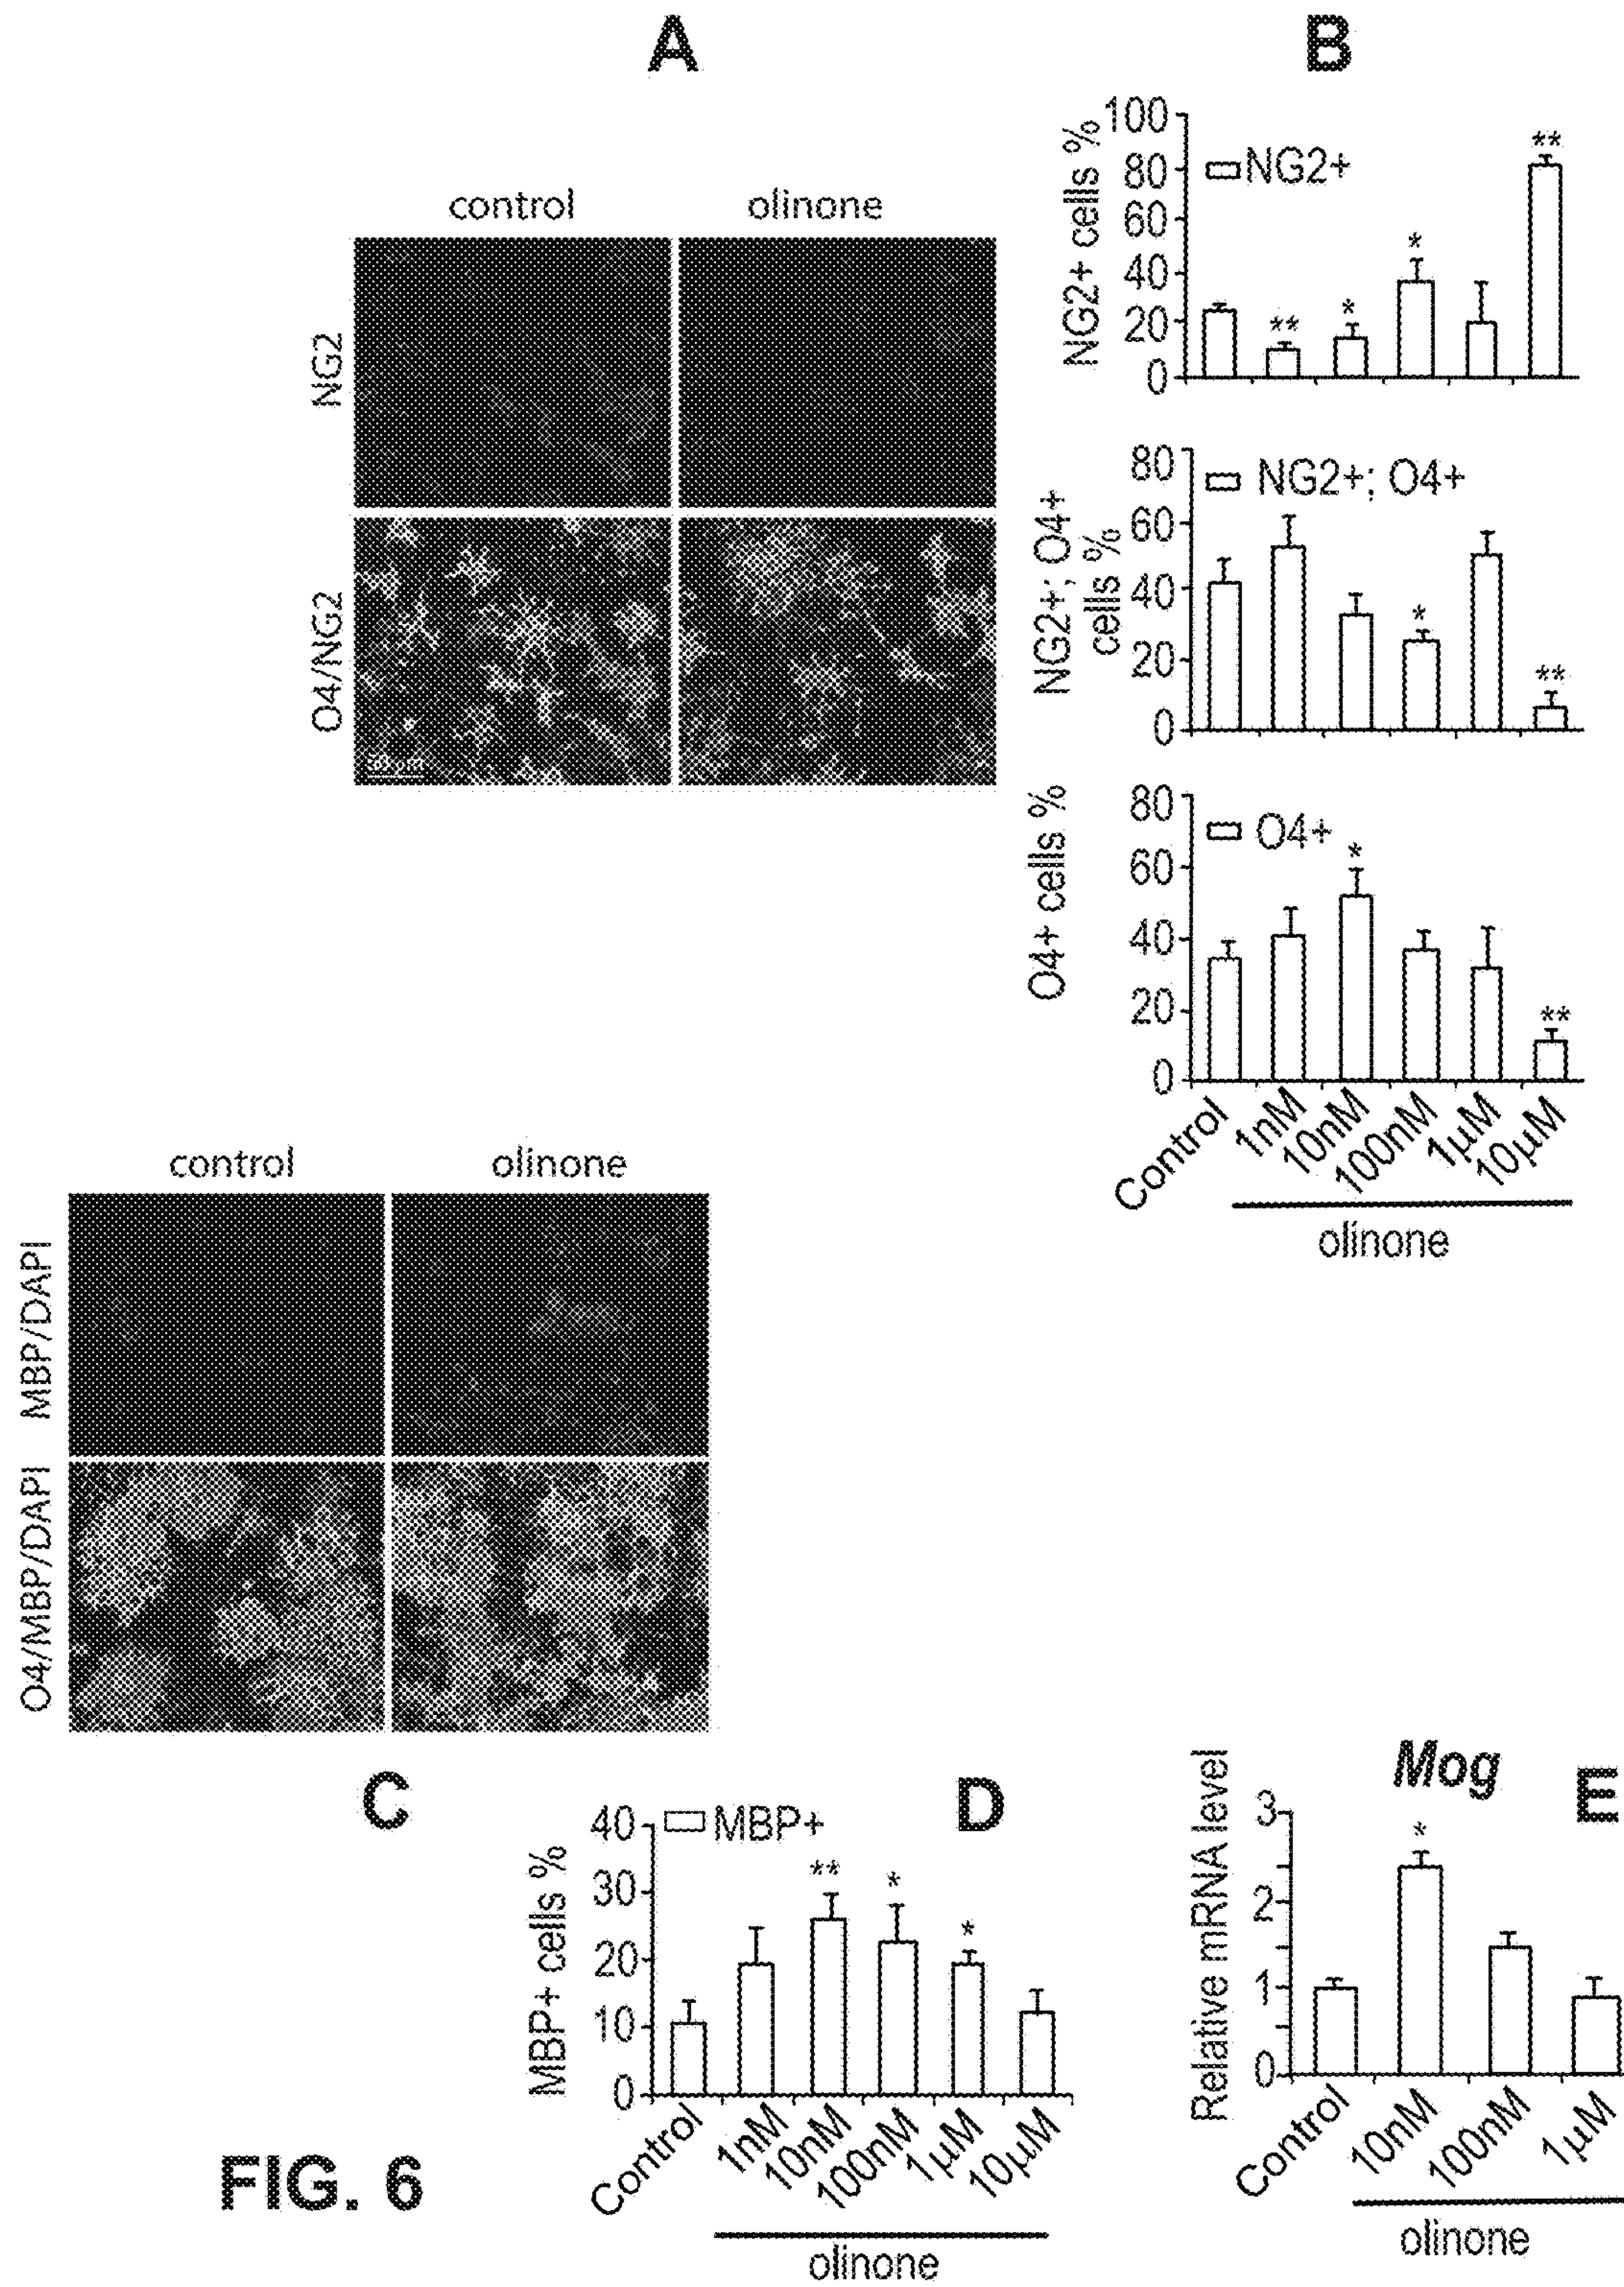 A
control olinone
NG2
O4/NG2
B
NG2+ cells %
100
80
60
40
20
0
NG2+
**
*
*
**
NG2+; O4+
cells %
80
60
40
20
0
NG2+; O4+
*
**
O4+ cells %
80
60
40
20
0
O4+
*
**
Control 1nM 10nM 100nM 1µM 10µM
olinone
control olinone
MBP/DAPI
O4/MBP/DAPI
C
D
MBP+ cells %
40
30
20
10
0
MBP+
**
*
*
Control 1nM 10nM 100nM 1µM 10µM
olinone
Mog
E
Relative mRNA level
3
2
1
0
*
Control 10nM 100nM 1µM
olinone
FIG. 6